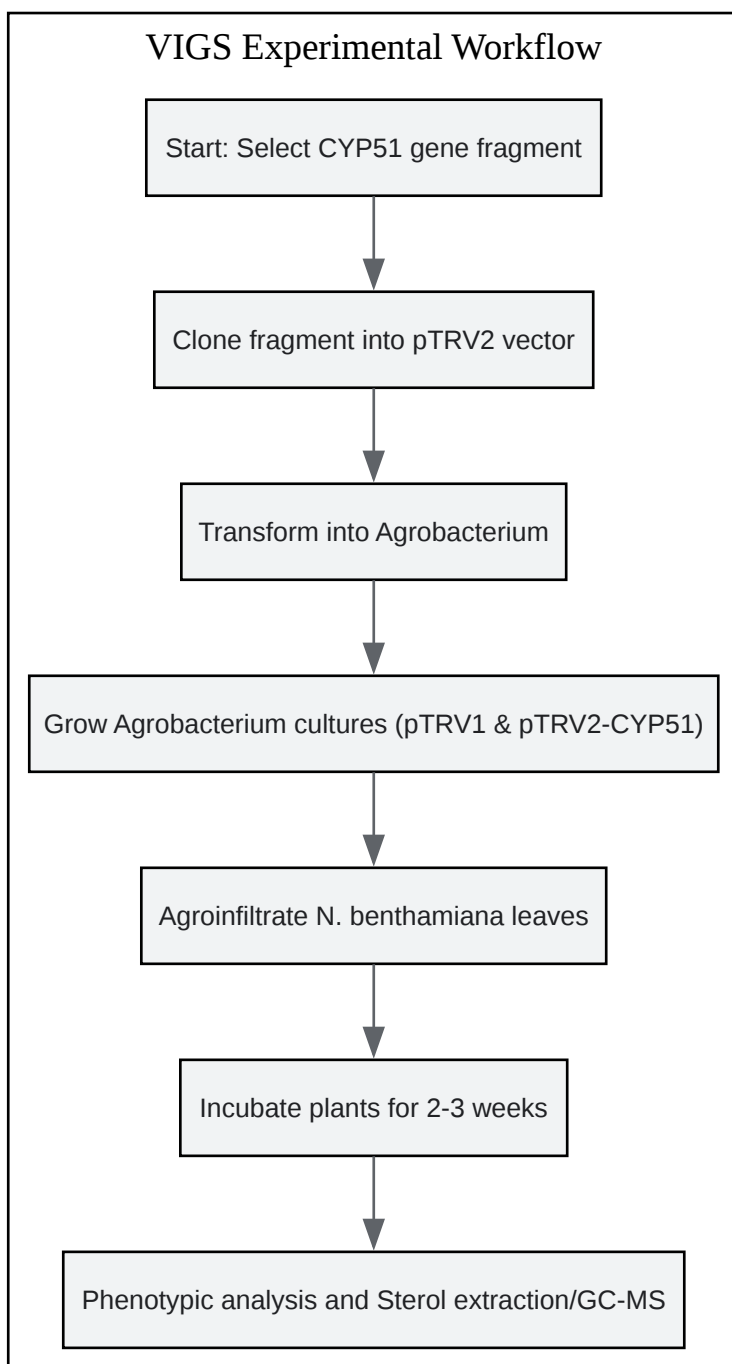 VIGS Experimental Workflow
Start: Select CYP51 gene fragment
Clone fragment into pTRV2 vector
Transform into Agrobacterium
Grow Agrobacterium cultures (pTRV1 & pTRV2-CYP51)
Agroinfiltrate N. benthamiana leaves
Incubate plants for 2-3 weeks
Phenotypic analysis and Sterol extraction/GC-MS